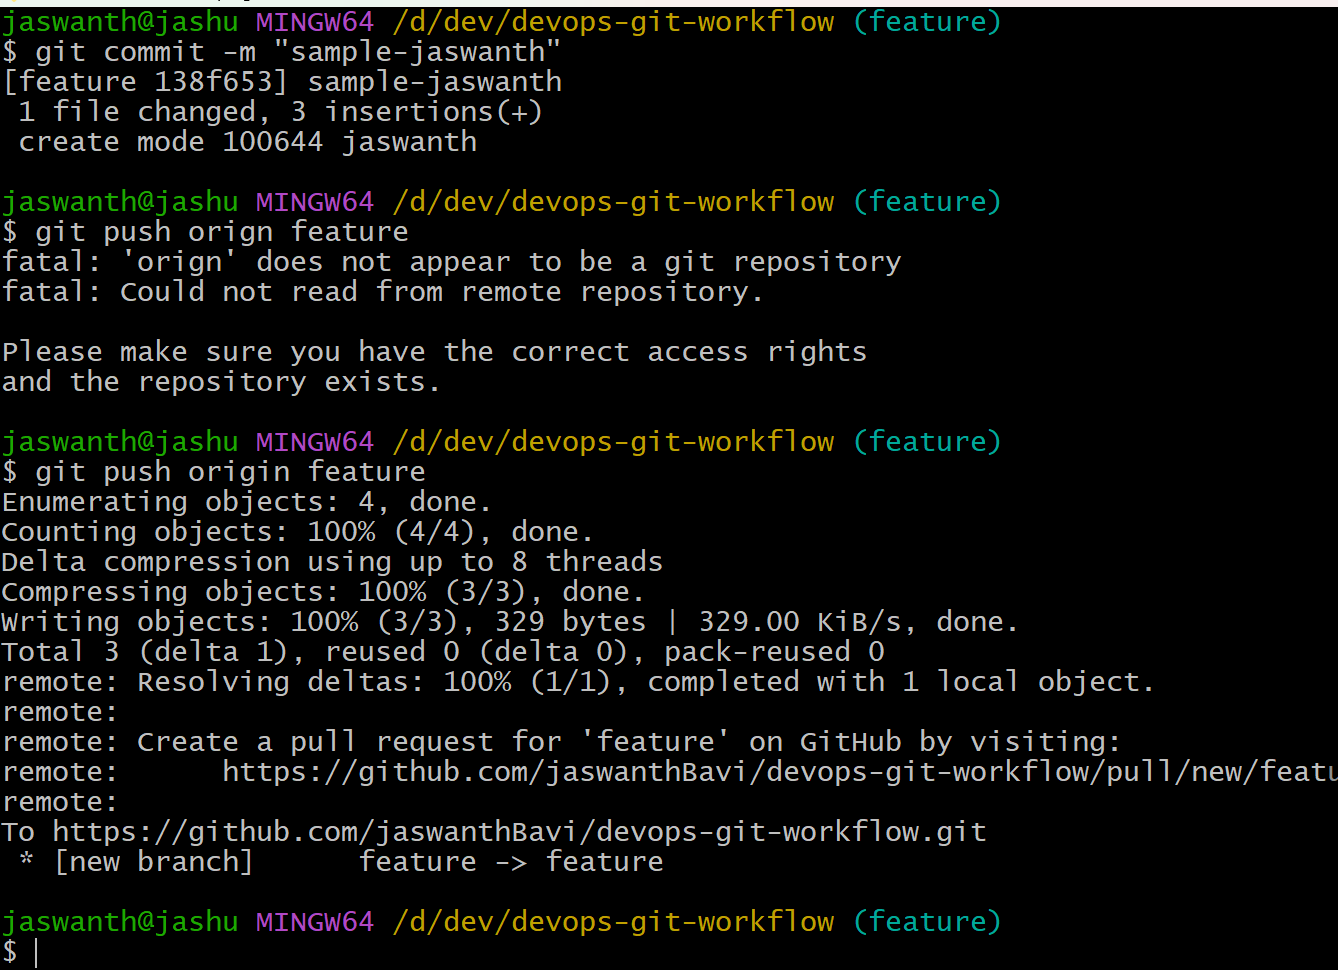 jaswanth@jashu MINGW64 /d/dev/devops-git-workflow (feature)
$ git commit -m "sample-jaswanth"
[feature 138f653] sample-jaswanth
 1 file changed, 3 insertions(+)
 create mode 100644 jaswanth

jaswanth@jashu MINGW64 /d/dev/devops-git-workflow (feature)
$ git push orign feature
fatal: 'orign' does not appear to be a git repository
fatal: Could not read from remote repository.

Please make sure you have the correct access rights
and the repository exists.

jaswanth@jashu MINGW64 /d/dev/devops-git-workflow (feature)
$ git push origin feature
Enumerating objects: 4, done.
Counting objects: 100% (4/4), done.
Delta compression using up to 8 threads
Compressing objects: 100% (3/3), done.
Writing objects: 100% (3/3), 329 bytes | 329.00 KiB/s, done.
Total 3 (delta 1), reused 0 (delta 0), pack-reused 0
remote: Resolving deltas: 100% (1/1), completed with 1 local object.
remote:
remote: Create a pull request for 'feature' on GitHub by visiting:
remote:      https://github.com/jaswanthBavi/devops-git-workflow/pull/new/featu
remote:
To https://github.com/jaswanthBavi/devops-git-workflow.git
 * [new branch]      feature -> feature

jaswanth@jashu MINGW64 /d/dev/devops-git-workflow (feature)
$